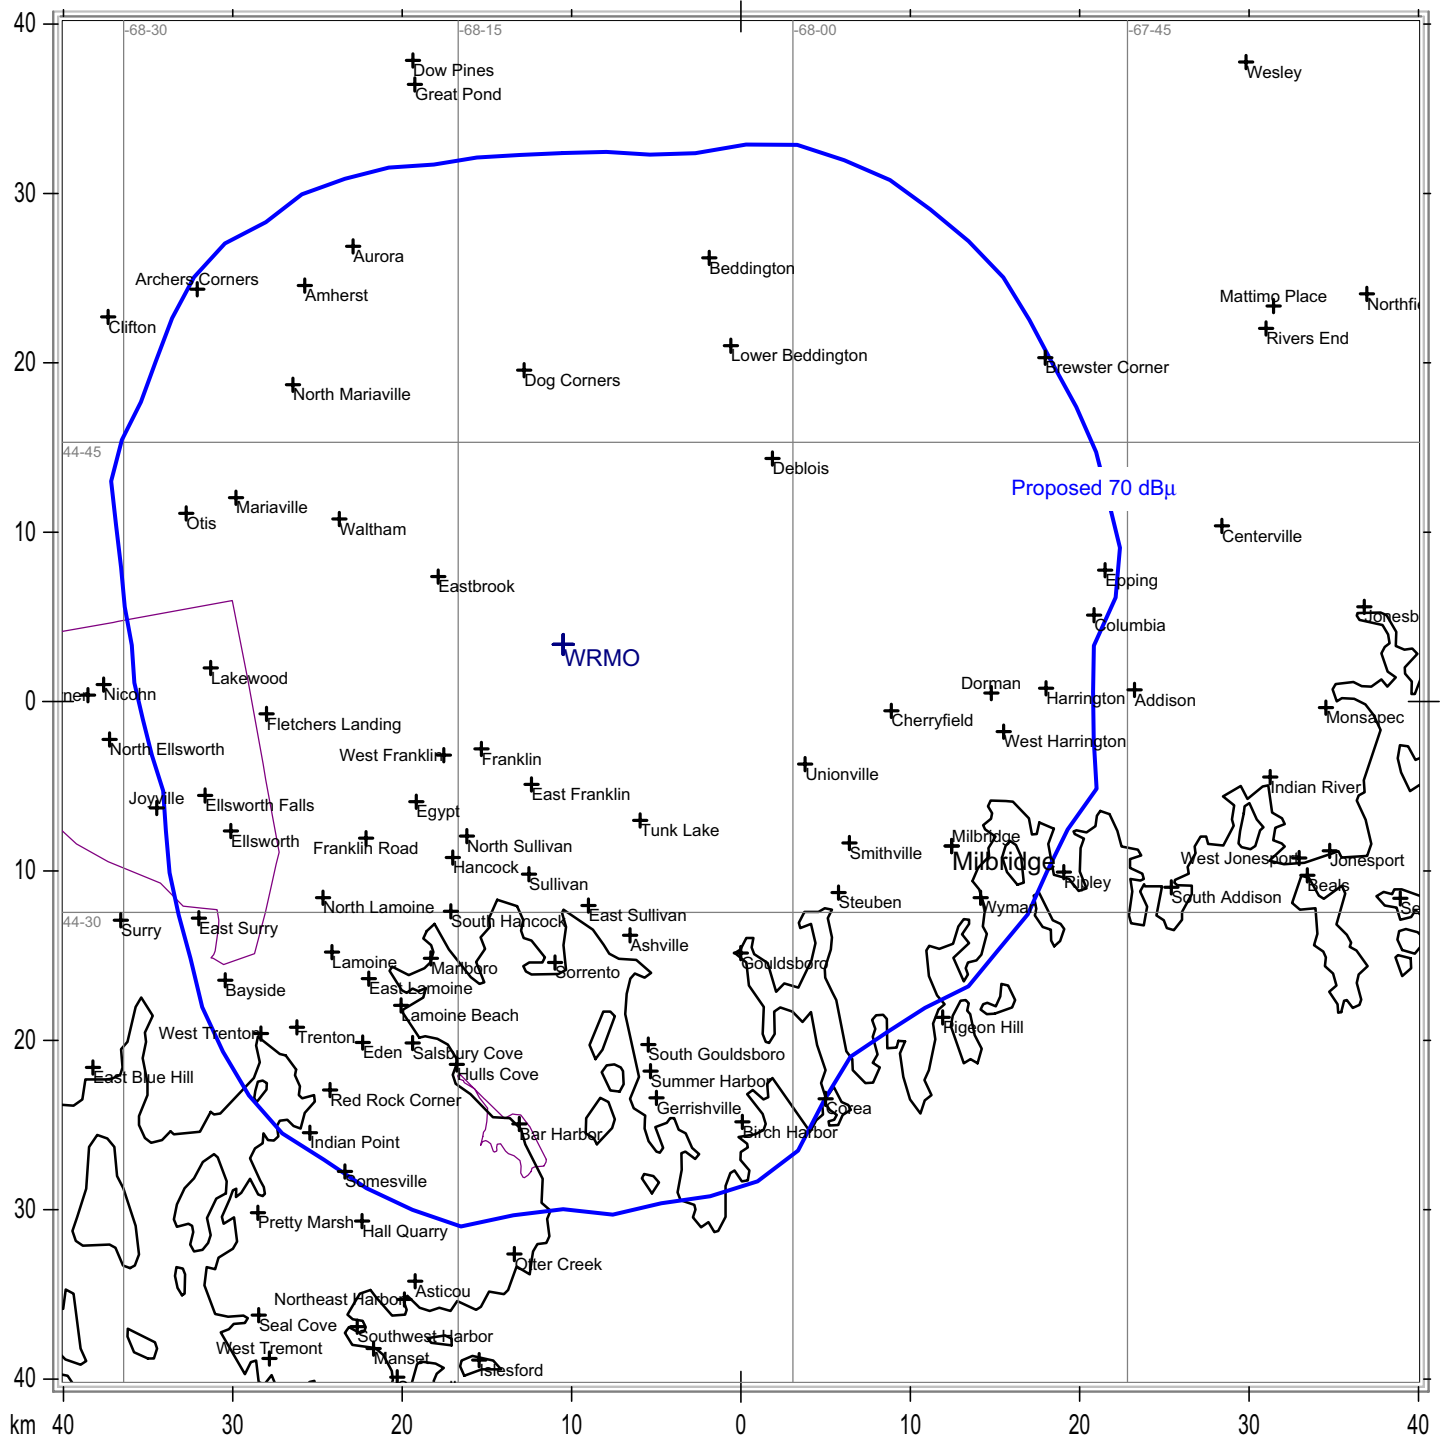 40
-68-30
-68-15
-68-00
-67-45
Dow Pines
Great Pond
Wesley
30
Aurora
Archers Corners
Amherst
Clifton
Beddington
Mattimo Place
Northfie
Rivers End
20
Lower Beddington
Brewster Corner
Dog Corners
North Mariaville
44-45
Deblois
Proposed 70 dBµ
Mariaville
Otis
Waltham
10
Centerville
Eastbrook
Epping
Columbia
Jonesb
WRMO
Lakewood
Dorman
ner
Nicohn
0
Harrington
Addison
Fletchers Landing
Cherryfield
Monsapec
West Harrington
North Ellsworth
West Franklin
Franklin
Unionville
Indian River
East Franklin
Joyville
Ellsworth Falls
Egypt
Tunk Lake
Ellsworth
Franklin Road
North Sullivan
Milbridge
Milbridge
Smithville
Hancock
West Jonesport
Jonesport
10
Sullivan
Ripley
Beals
South Addison
Steuben
Wyman
Se
North Lamoine
South Hancock
East Sullivan
44-30
Surry
East Surry
Ashville
Lamoine
Marlboro
Sorrento
Gouldsboro
Bayside
East Lamoine
Lamoine Beach
West Trenton
Trenton
Pigeon Hill
20
Eden
Salsbury Cove
South Gouldsboro
East Blue Hill
Hulls Cove
Summer Harbor
Red Rock Corner
Gerrishville
Corea
Indian Point
Bar Harbor
Birch Harbor
Somesville
30
Pretty Marsh
Hall Quarry
Otter Creek
Asticou
Northeast Harbor
Seal Cove
Southwest Harbor
West Tremont
Manset
Islesford
40
km
40
30
20
10
0
10
20
30
40